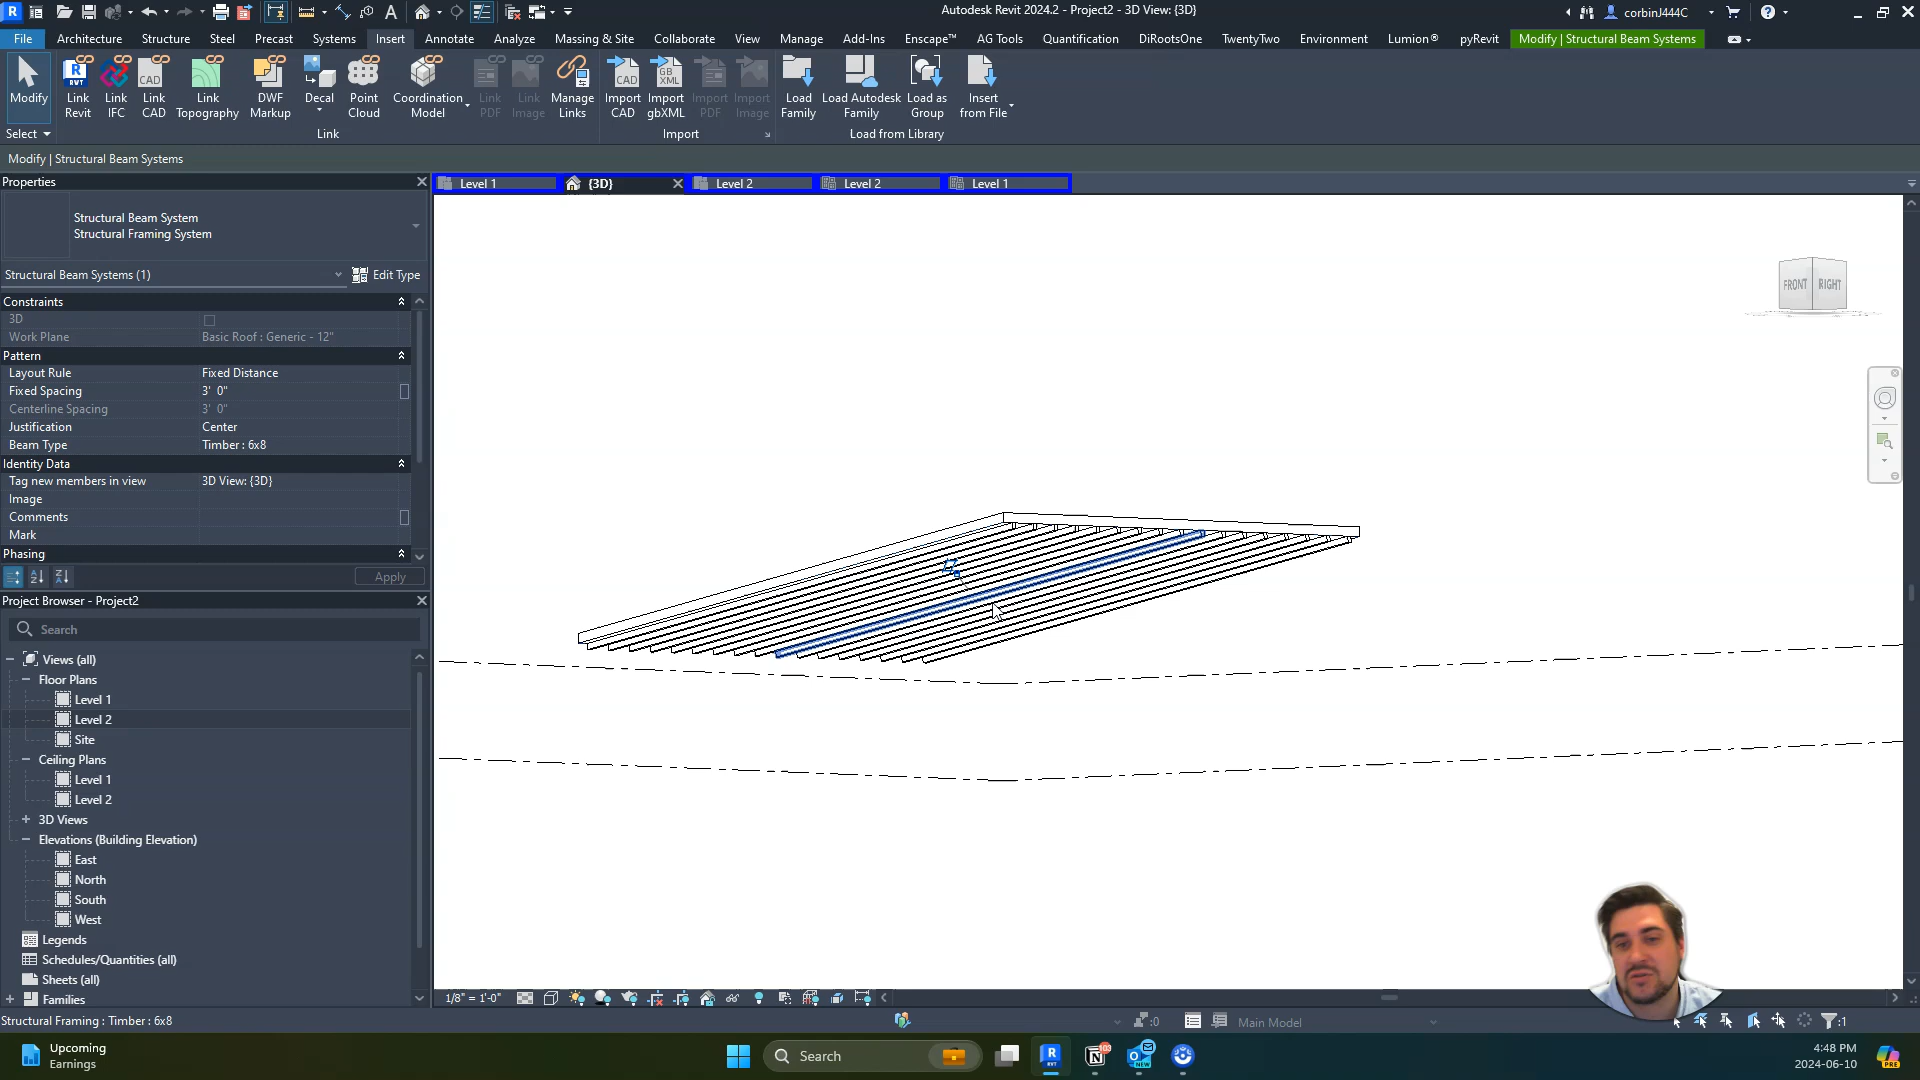 Autodesk Revit 2024.2 - Project2 - 3D View: {3D}
corbinJ444C
File Architecture Structure Steel Precast Systems Insert Annotate Analyze Massing & Site Collaborate View Manage Add-Ins Enscape™ AG Tools Quantification DiRootsOne TwentyTwo Environment Lumion® pyRevit Modify | Structural Beam Systems
Modify
Link Revit
Link IFC
Link CAD
Link Topography
DWF Markup
Decal
Point Cloud
Coordination Model
Link PDF
Link Image
Manage Links
Import CAD
Import gbXML
Import PDF
Import Image
Load Family
Load Autodesk Family
Load as Group
Insert from File
Select
Link
Import
Load from Library
Modify | Structural Beam Systems
Properties
Level 1
{3D}
Level 2
Level 2
Level 1
Structural Beam System
Structural Framing System
Structural Beam Systems (1)
Edit Type
Constraints
3D
Work Plane Basic Roof : Generic - 12"
Pattern
Layout Rule Fixed Distance
Fixed Spacing 3' 0"
Centerline Spacing 3' 0"
Justification Center
Beam Type Timber : 6x8
Identity Data
Tag new members in view 3D View: {3D}
Image
Comments
Mark
Phasing
Apply
FRONT RIGHT
Project Browser - Project2
Search
Views (all)
Floor Plans
Level 1
Level 2
Site
Ceiling Plans
Level 1
Level 2
3D Views
Elevations (Building Elevation)
East
North
South
West
Legends
Schedules/Quantities (all)
Sheets (all)
Families
1/8" = 1'-0"
Structural Framing : Timber : 6x8
:0
Main Model
:1
Upcoming
Earnings
Search
4:48 PM
2024-06-10